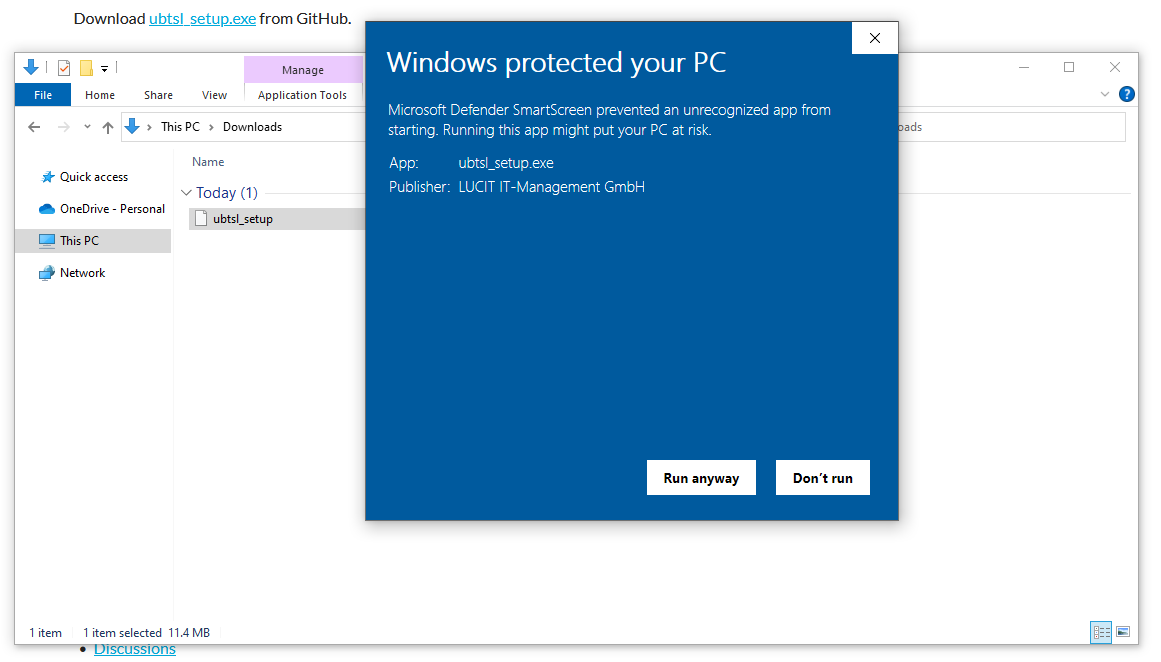 Download ubtsl_setup.exe from GitHub.
Manage
File
Home
Share
View
Application Tools
?
This PC
Downloads
oads
Quick access
OneDrive - Personal
This PC
Network
Name
Today (1)
ubtsl_setup
Windows protected your PC
Microsoft Defender SmartScreen prevented an unrecognized app from
starting. Running this app might put your PC at risk.
App: ubtsl_setup.exe
Publisher: LUCIT IT-Management GmbH
Run anyway
Don't run
1 item
1 item selected 11.4 MB
Discussions